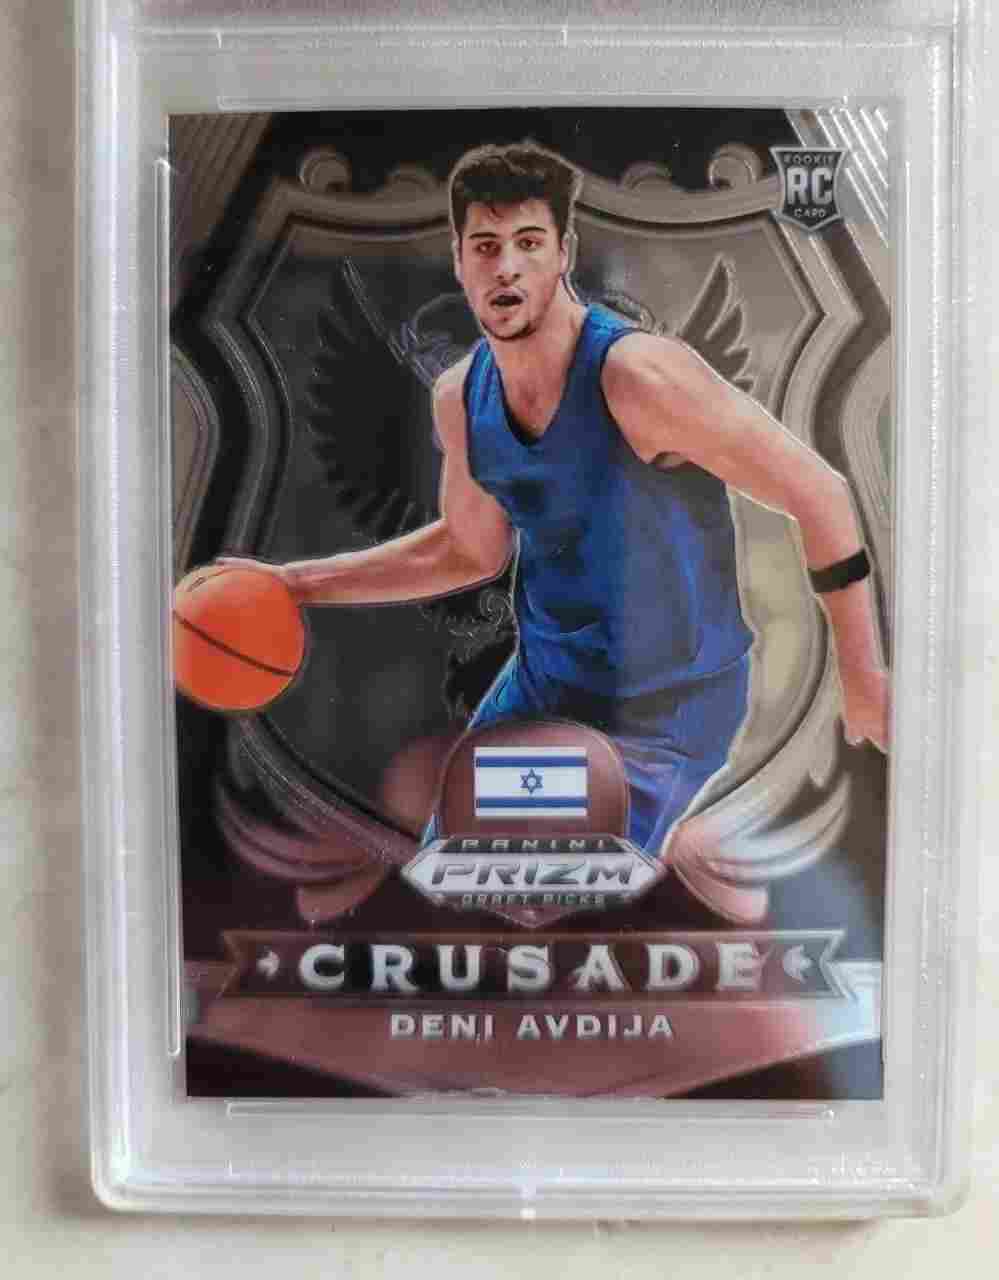 ROOKIE
RC
CARD
PANINI
PRIZM
DRAFT PICKS
CRUSADE
DENI AVDIJA